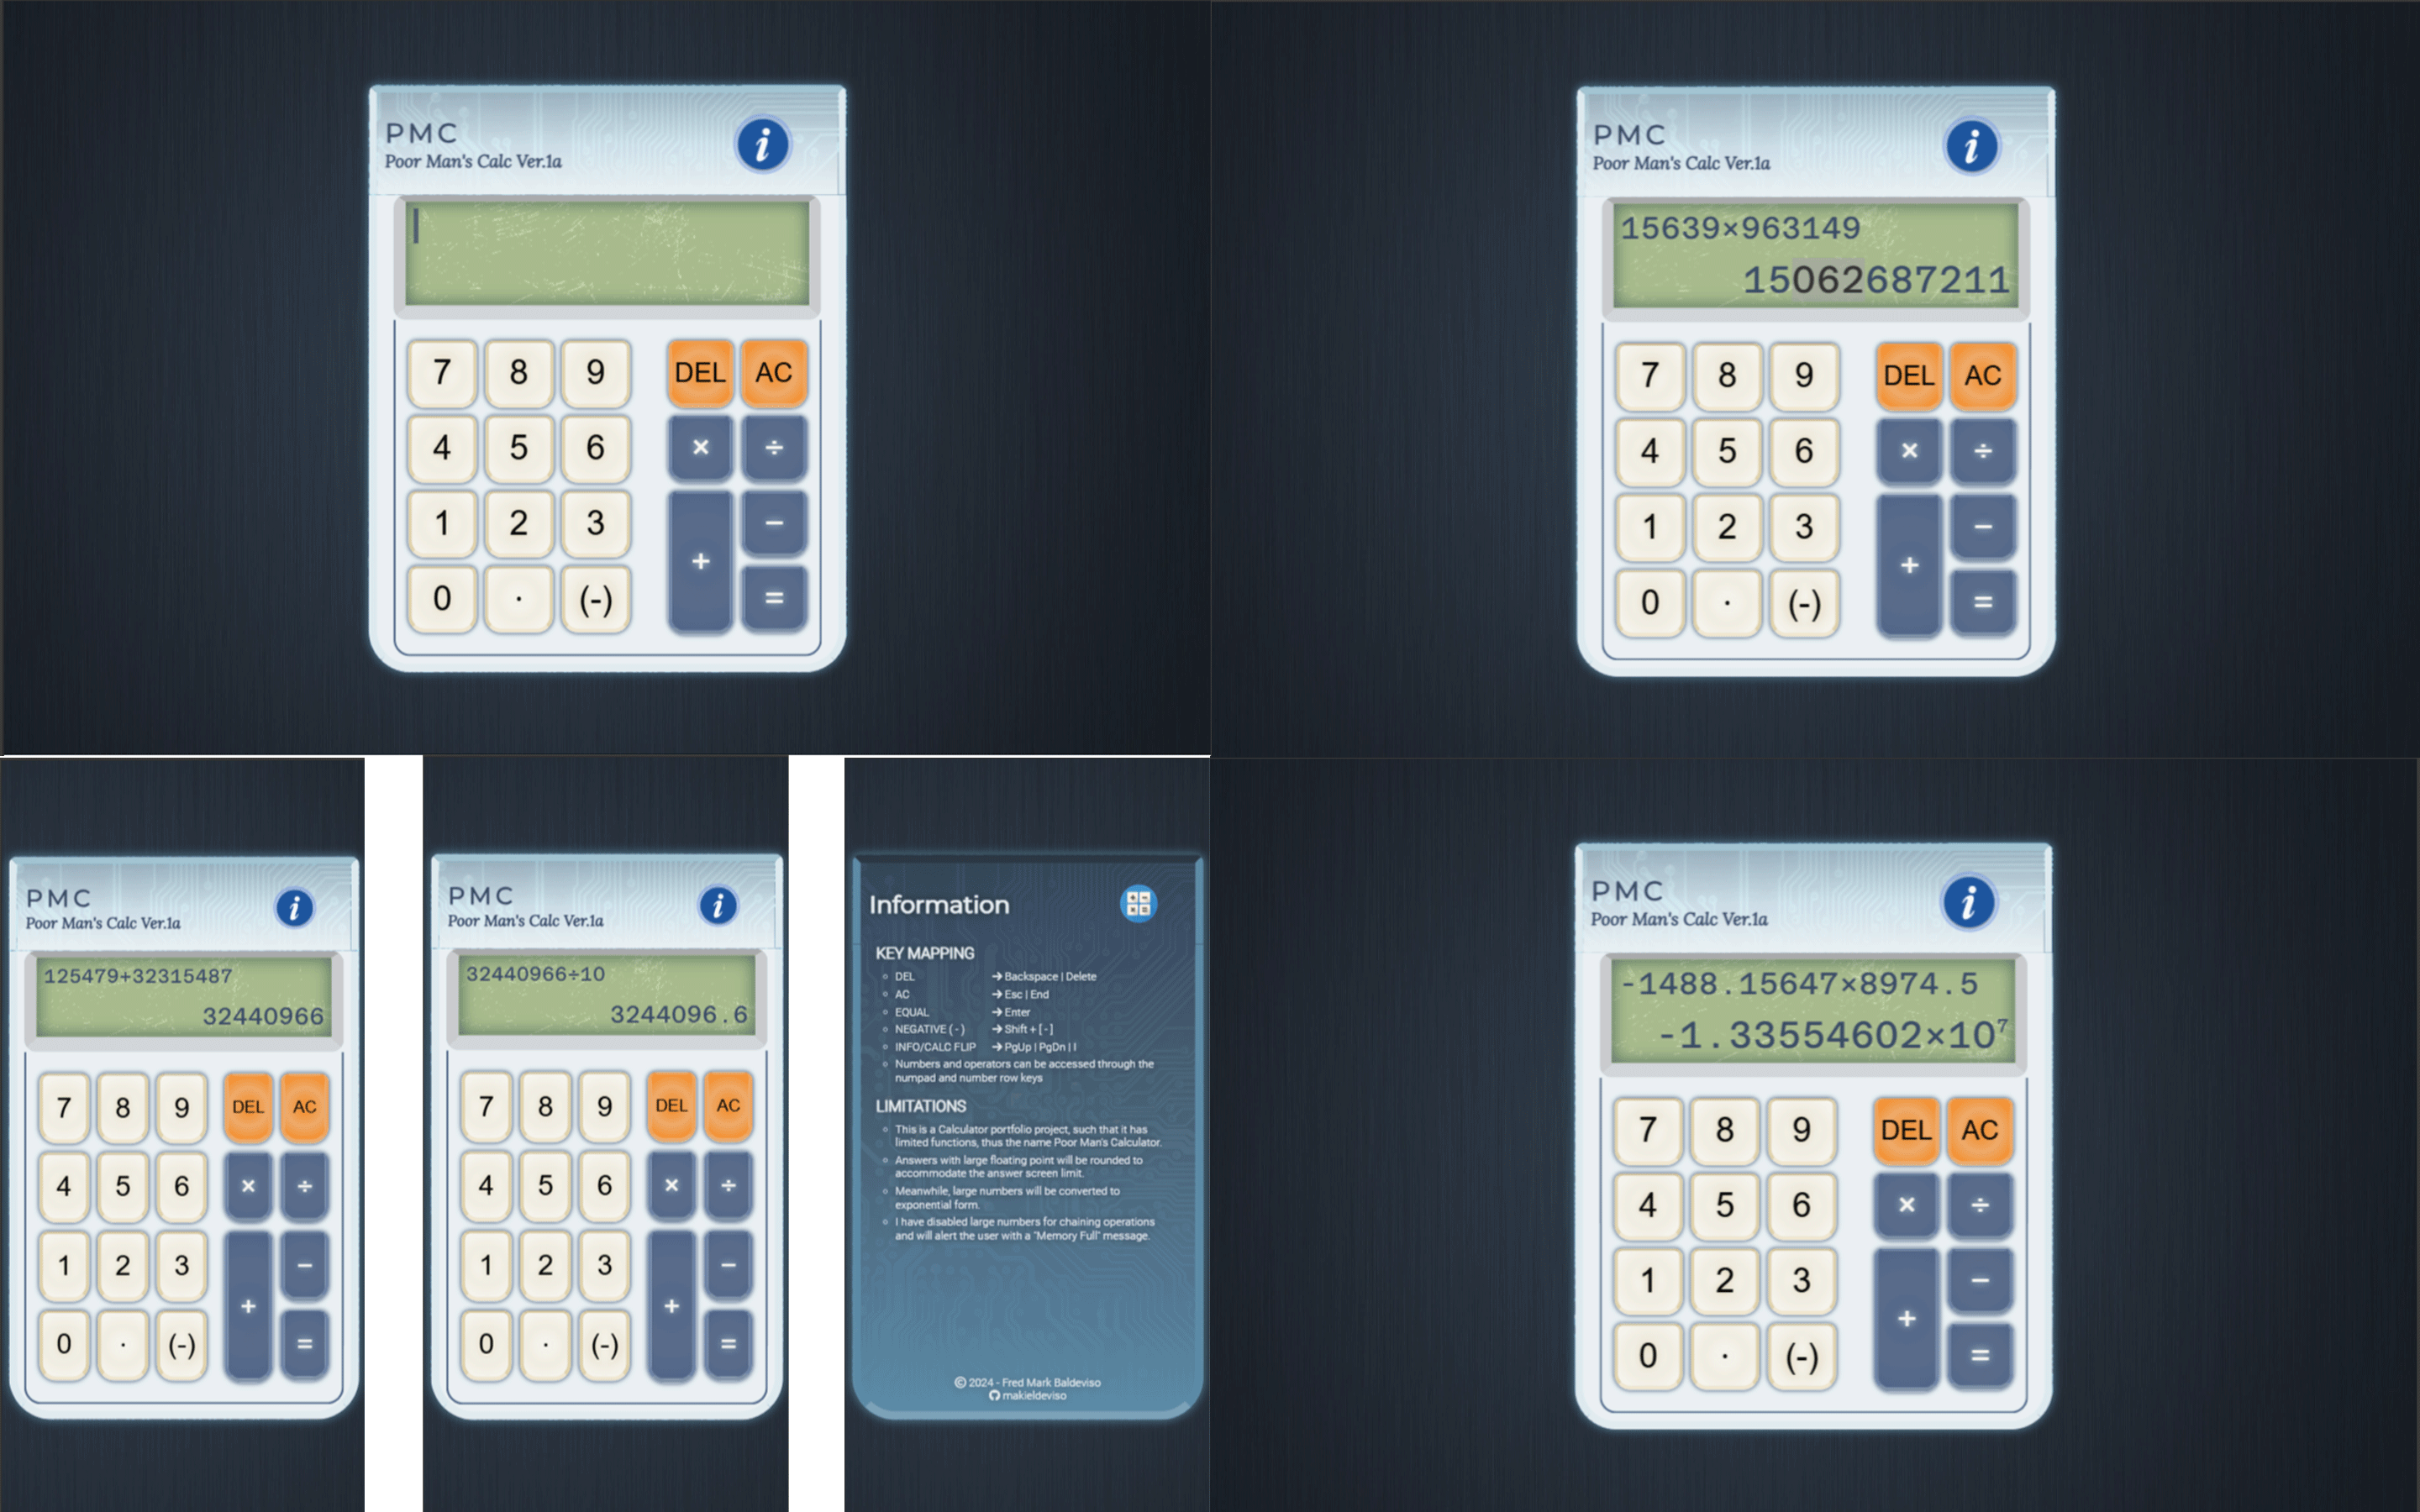 PMC
Poor Man's Calc Ver.1a
i
7 8 9 DEL AC
4 5 6 × ÷
1 2 3 −
+
0 · (-) =
PMC
Poor Man's Calc Ver.1a
i
15639×963149
15062687211
7 8 9 DEL AC
4 5 6 × ÷
1 2 3 −
+
0 · (-) =
PMC
Poor Man's Calc Ver.1a
i
125479+32315487
32440966
7 8 9 DEL AC
4 5 6 × ÷
1 2 3 −
+
0 · (-) =
PMC
Poor Man's Calc Ver.1a
i
32440966÷10
3244096.6
7 8 9 DEL AC
4 5 6 × ÷
1 2 3 −
+
0 · (-) =
Information
KEY MAPPING
DEL → Backspace | Delete
AC → Esc | End
EQUAL → Enter
NEGATIVE ( - ) → Shift + [ - ]
INFO/CALC FLIP → PgUp | PgDn | I
Numbers and operators can be accessed through the
numpad and number row keys
LIMITATIONS
This is a Calculator portfolio project, such that it has
limited functions, thus the name Poor Man's Calculator.
Answers with large floating point will be rounded to
accommodate the answer screen limit.
Meanwhile, large numbers will be converted to
exponential form.
I have disabled large numbers for chaining operations
and will alert the user with a "Memory Full" message.
© 2024 - Fred Mark Baldeviso
makieldeviso
PMC
Poor Man's Calc Ver.1a
i
-1488.15647×8974.5
-1.33554602×10⁷
7 8 9 DEL AC
4 5 6 × ÷
1 2 3 −
+
0 · (-) =